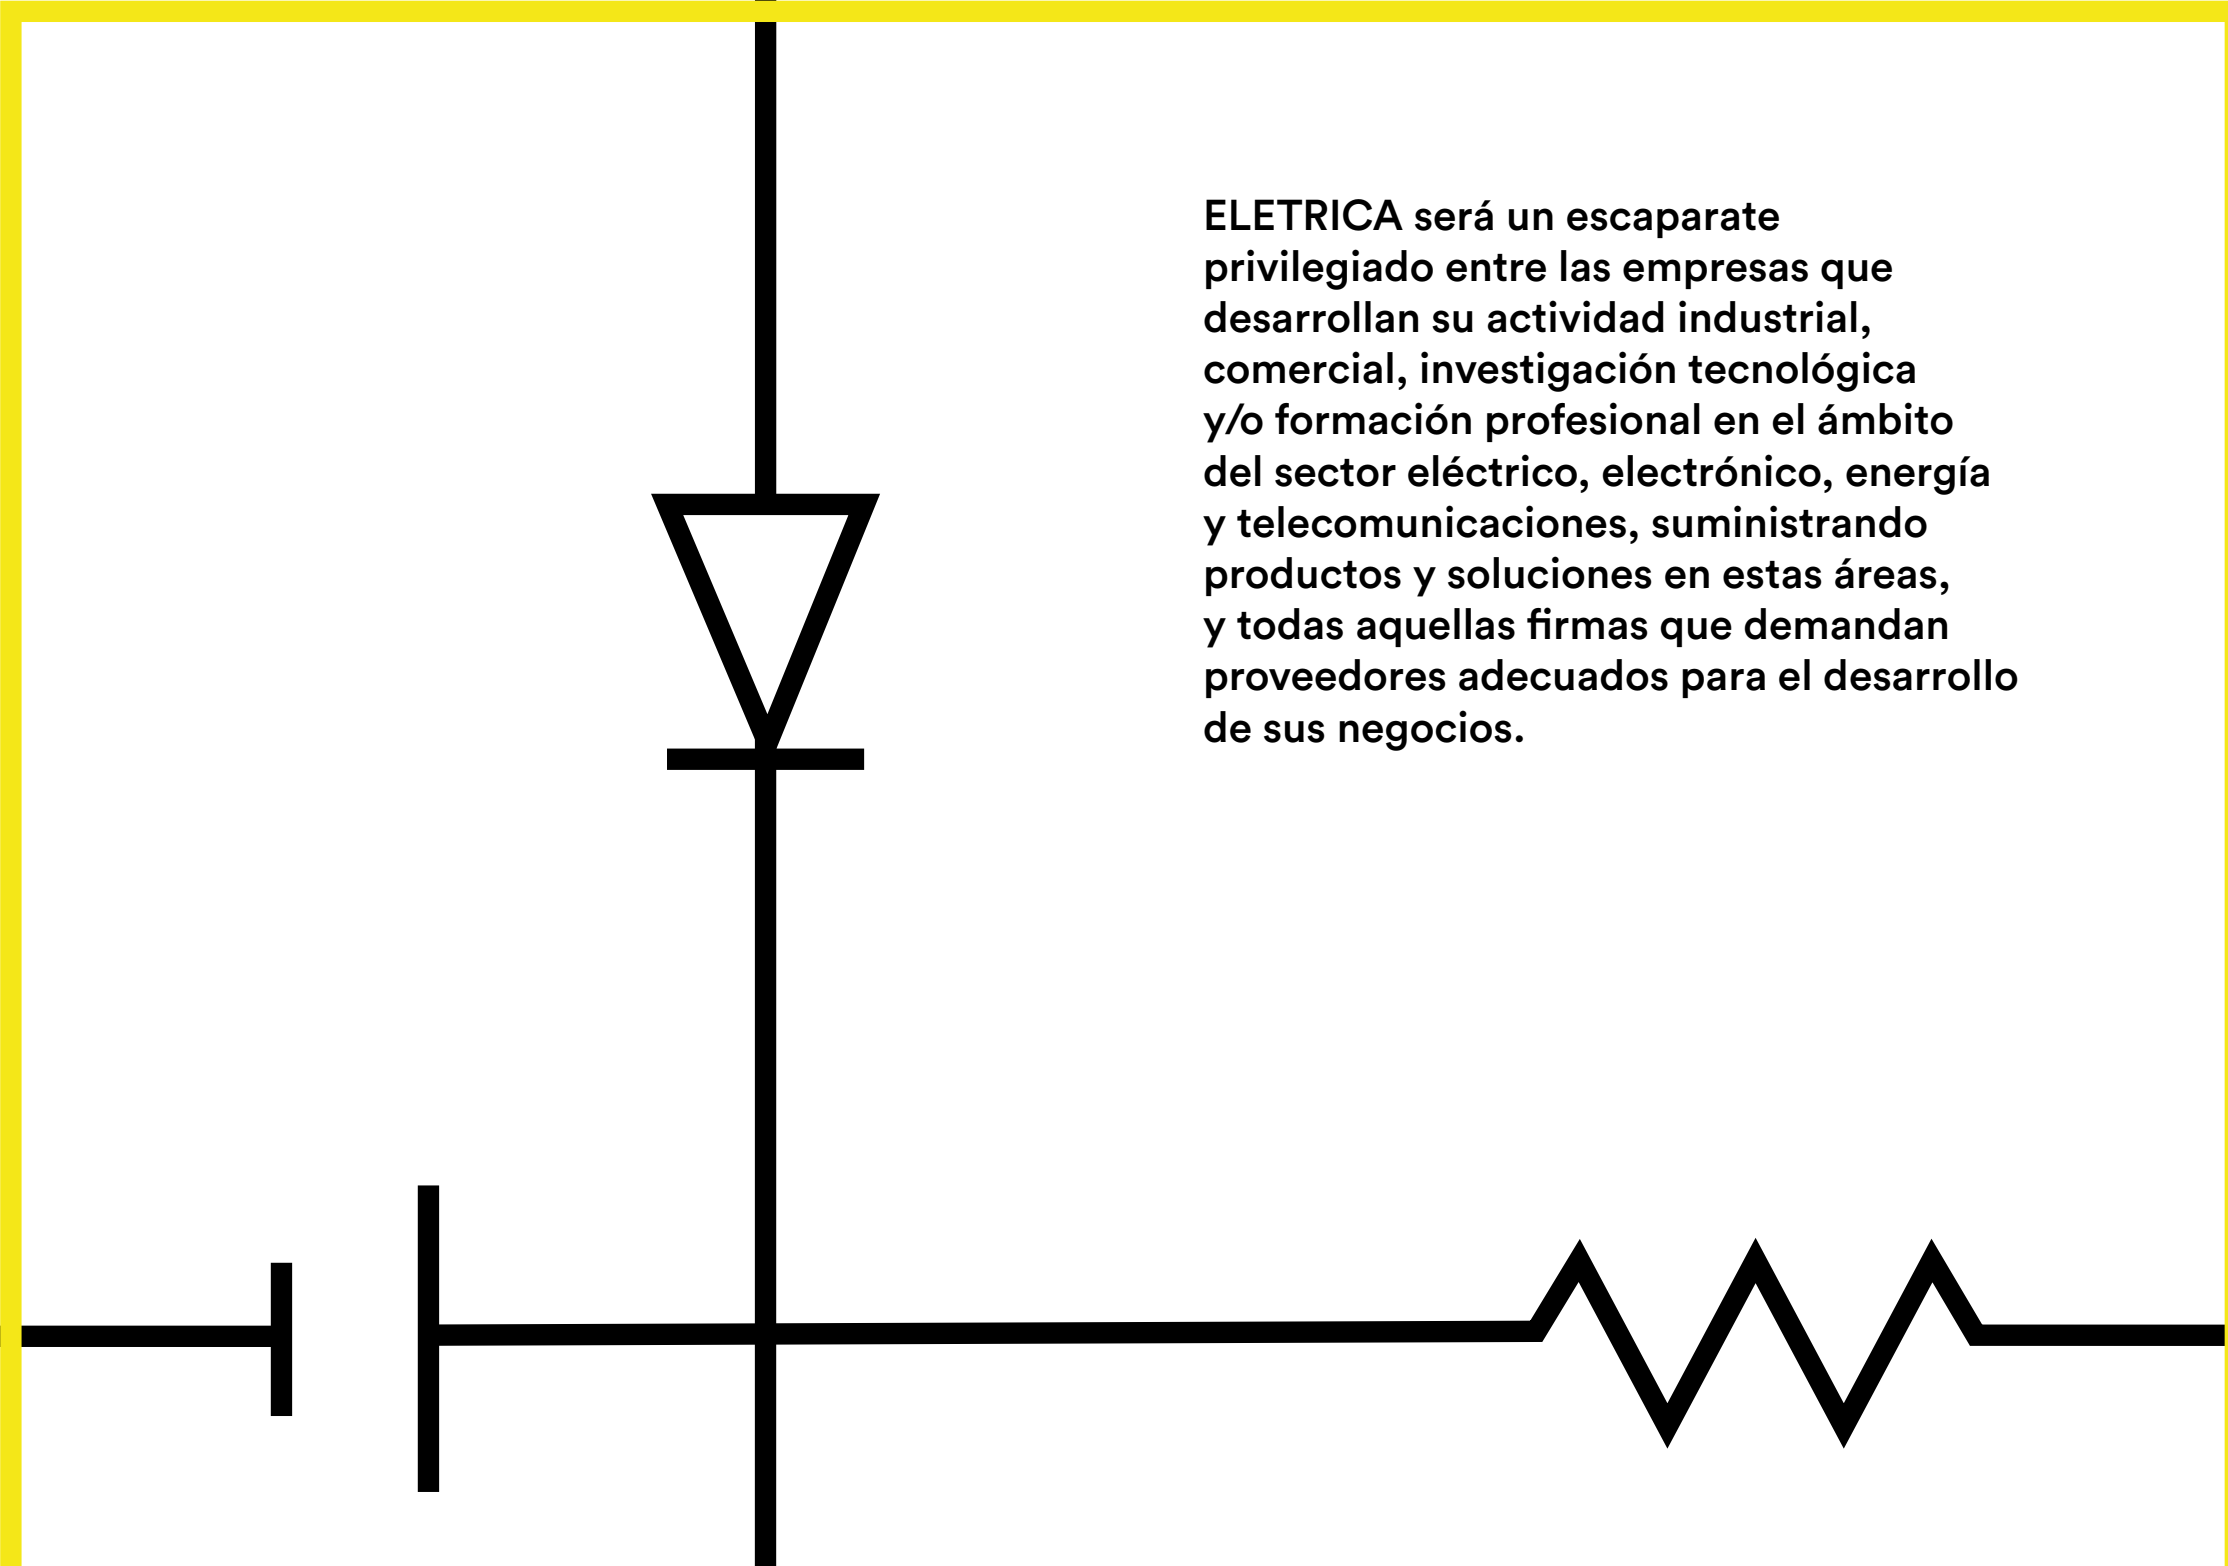 ELETRICA será un escaparate
privilegiado entre las empresas que
desarrollan su actividad industrial,
comercial, investigación tecnológica
y/o formación profesional en el ámbito
del sector eléctrico, electrónico, energía
y telecomunicaciones, suministrando
productos y soluciones en estas áreas,
y todas aquellas firmas que demandan
proveedores adecuados para el desarrollo
de sus negocios.